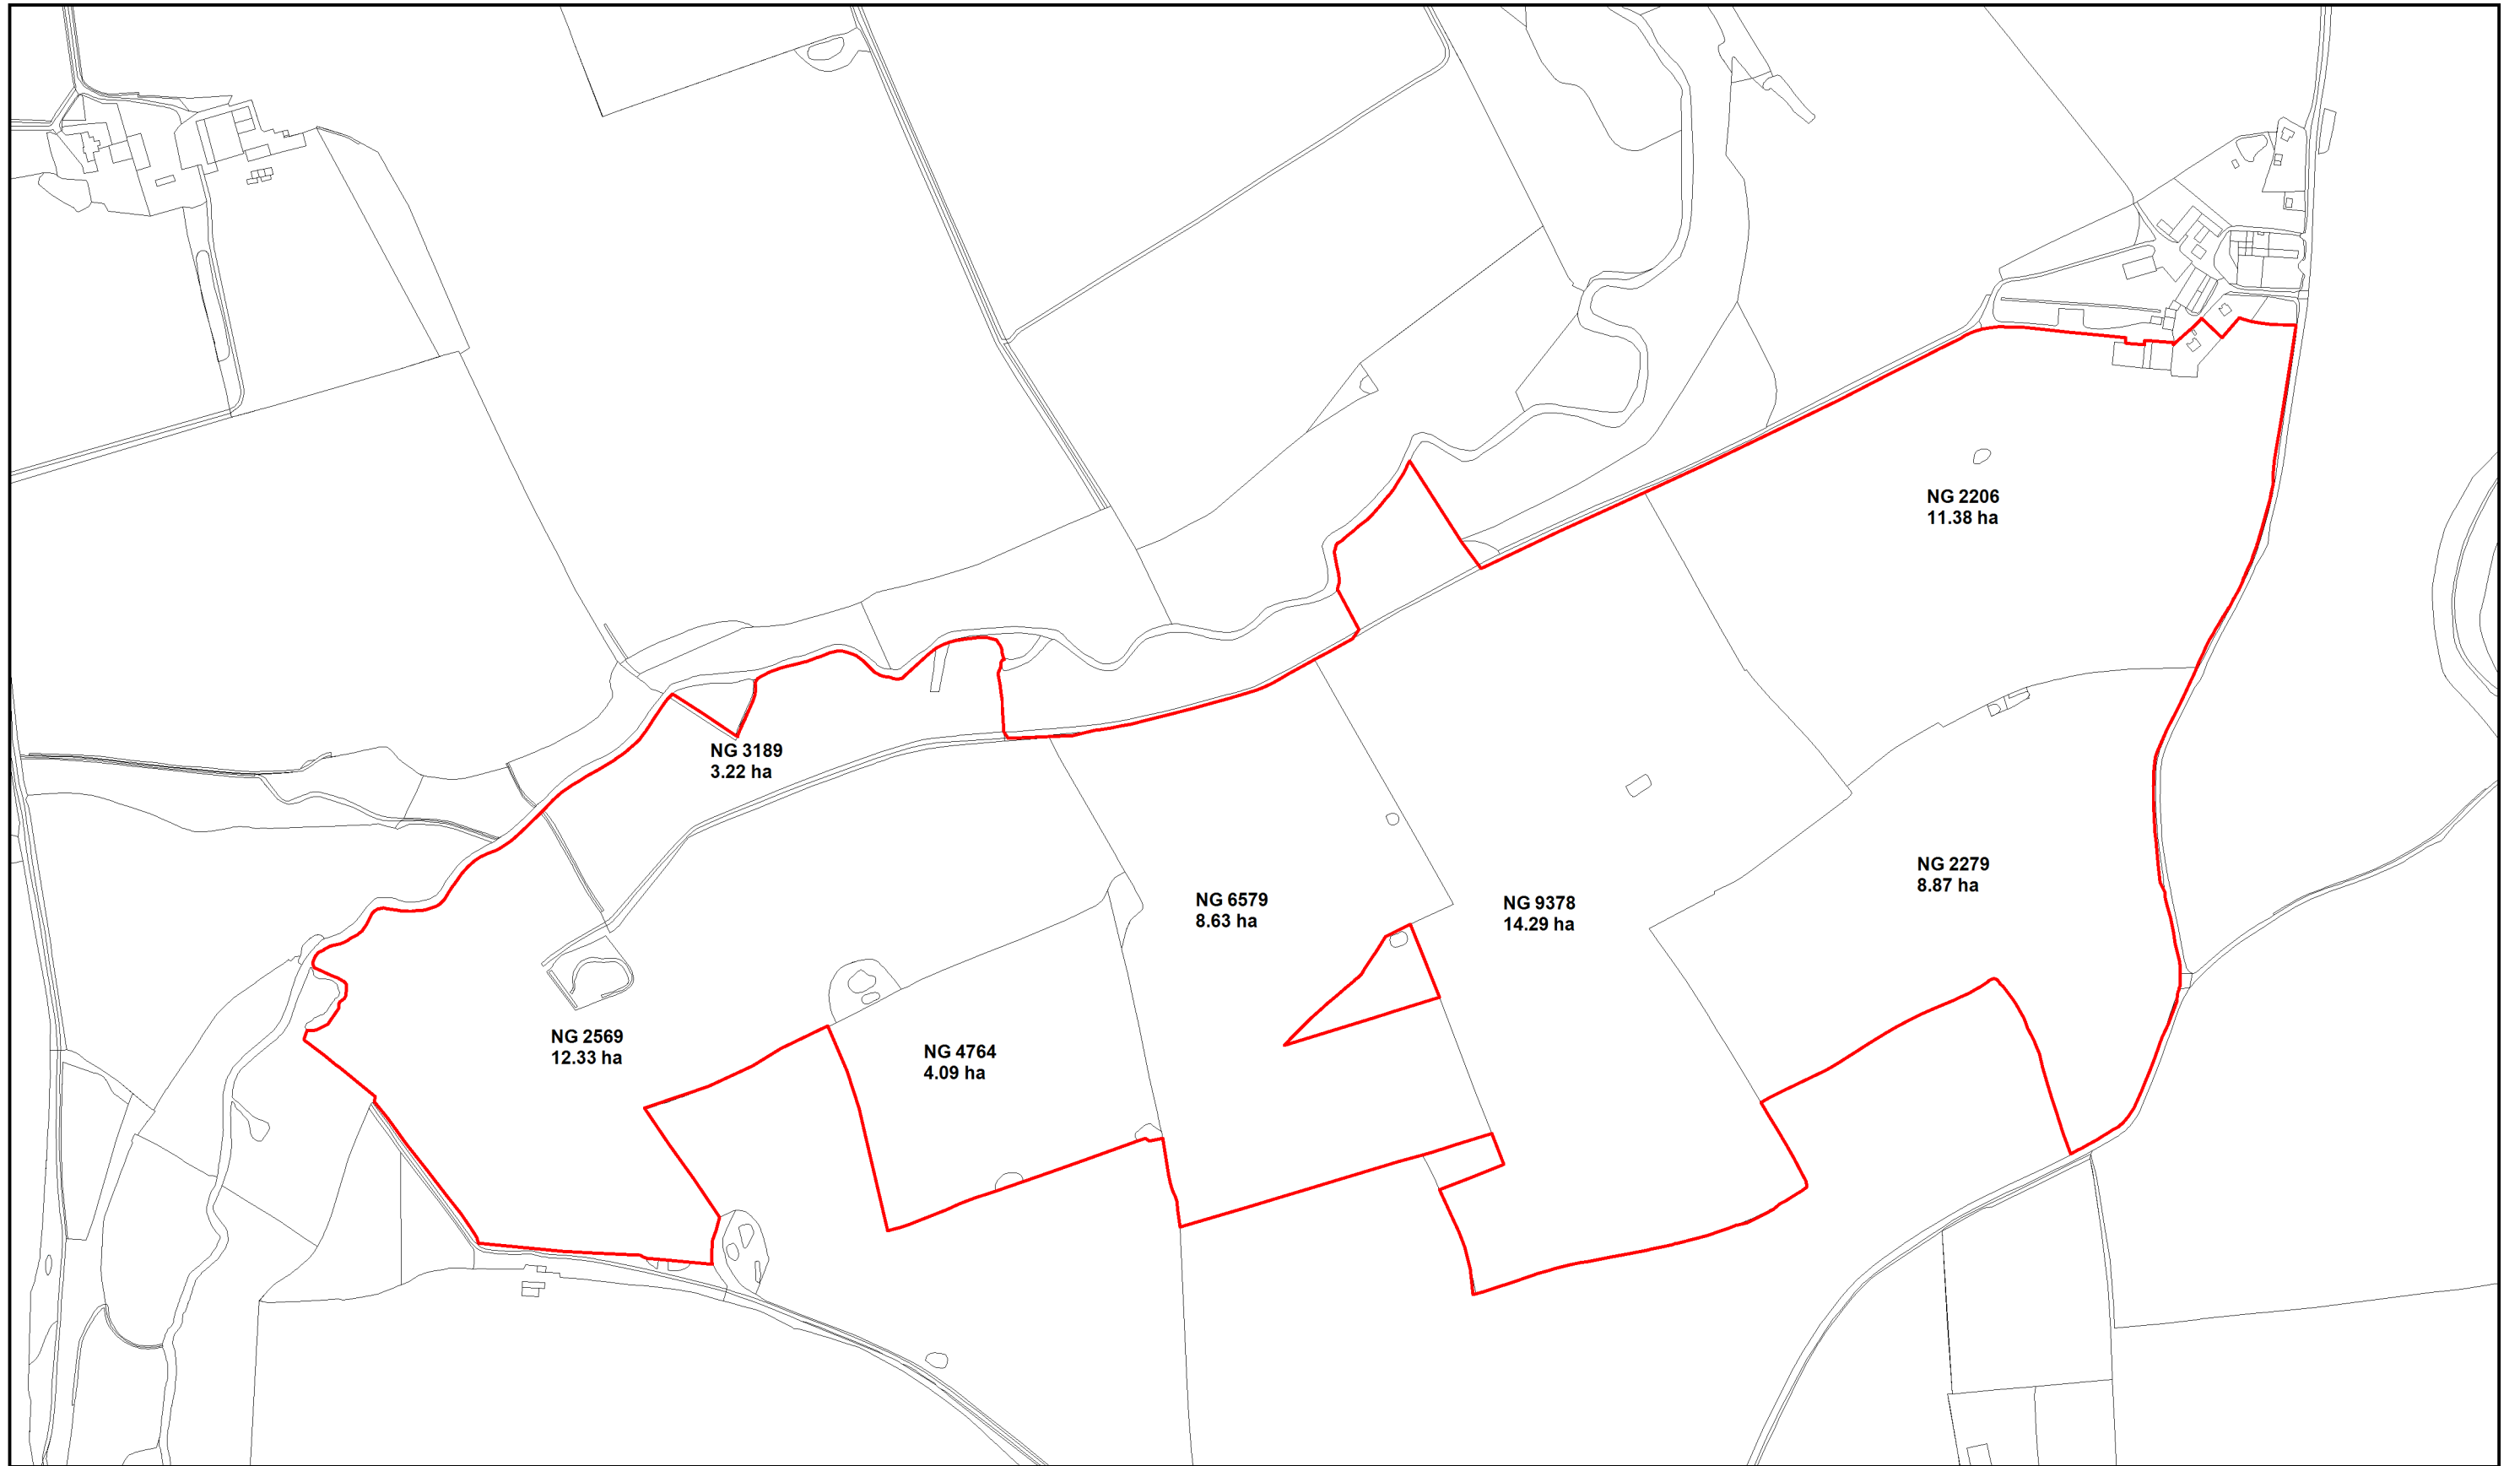 NG 2206
11.38 ha
NG 3189
3.22 ha
NG 2279
8.87 ha
NG 6579
8.63 ha
NG 9378
14.29 ha
NG 2569
12.33 ha
NG 4764
4.09 ha